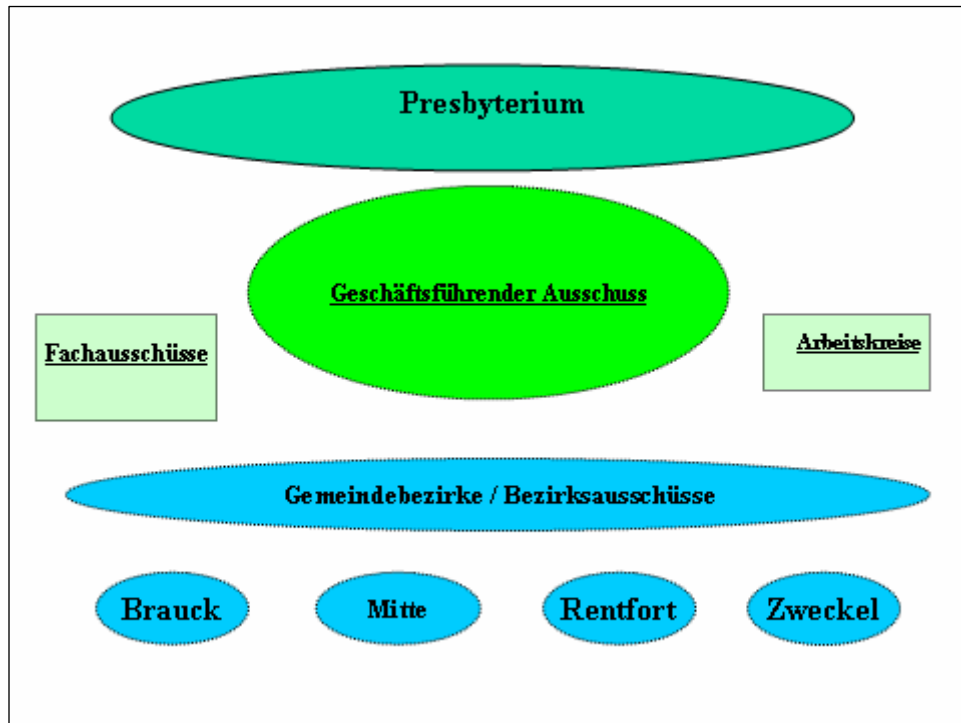 Presbyterium
Geschäftsführender Ausschuss
Fachausschüsse
Arbeitskreise
Gemeindebezirke / Bezirksausschüsse
Brauck
Mitte
Rentfort
Zweckel